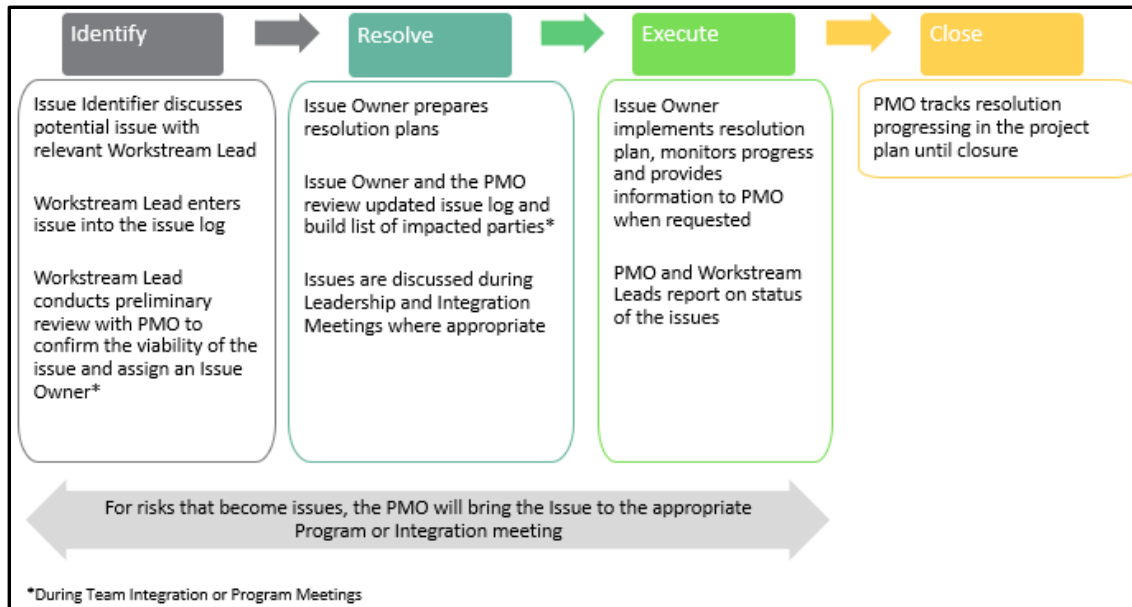 Identify
Resolve
Execute
Close
Issue Identifier discusses
potential issue with
relevant Workstream Lead
Workstream Lead enters
issue into the issue log
Workstream Lead
conducts preliminary
review with PMO to
confirm the viability of the
issue and assign an Issue
Owner*
Issue Owner prepares
resolution plans
Issue Owner and the PMO
review updated issue log and
build list of impacted parties*
Issues are discussed during
Leadership and Integration
Meetings where appropriate
Issue Owner
implements resolution
plan, monitors progress
and provides
information to PMO
when requested
PMO and Workstream
Leads report on status
of the issues
PMO tracks resolution
progressing in the project
plan until closure
For risks that become issues, the PMO will bring the Issue to the appropriate
Program or Integration meeting
*During Team Integration or Program Meetings